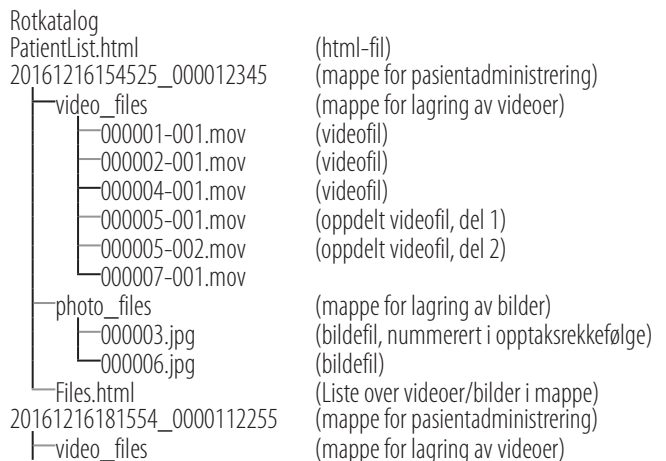 Rotkatalog
PatientList.html (html-fil)
20161216154525_000012345 (mappe for pasientadministrering)
video_files (mappe for lagring av videoer)
000001-001.mov (videofil)
000002-001.mov (videofil)
000004-001.mov (videofil)
000005-001.mov (oppdelt videofil, del 1)
000005-002.mov (oppdelt videofil, del 2)
000007-001.mov
photo_files (mappe for lagring av bilder)
000003.jpg (bildefil, nummerert i opptaksrekkefølge)
000006.jpg (bildefil)
Files.html (Liste over videoer/bilder i mappe)
20161216181554_0000112255 (mappe for pasientadministrering)
video_files (mappe for lagring av videoer)